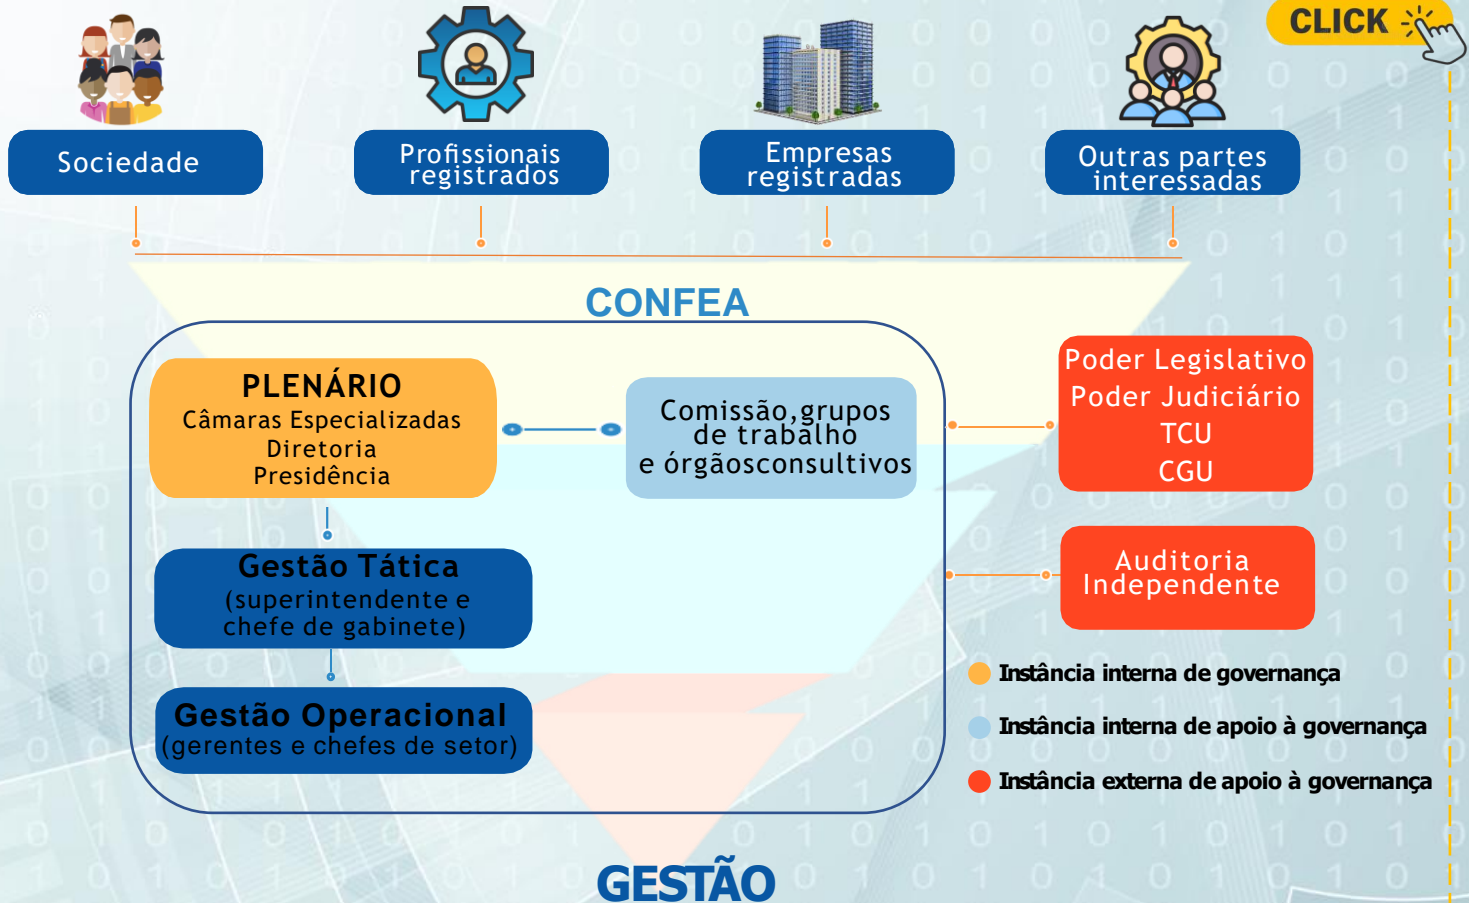 CLICK
Sociedade
Profissionais
registrados
Empresas
registradas
Outras partes
interessadas
CONFEA
PLENÁRIO
Câmaras Especializadas
Diretoria
Presidência
Comissão,grupos
de trabalho
e órgãosconsultivos
Poder Legislativo
Poder Judiciário
TCU
CGU
Gestão Tática
(superintendente e
chefe de gabinete)
Auditoria
Independente
Gestão Operacional
(gerentes e chefes de setor)
Instância interna de governança
Instância interna de apoio à governança
Instância externa de apoio à governança
GESTÃO